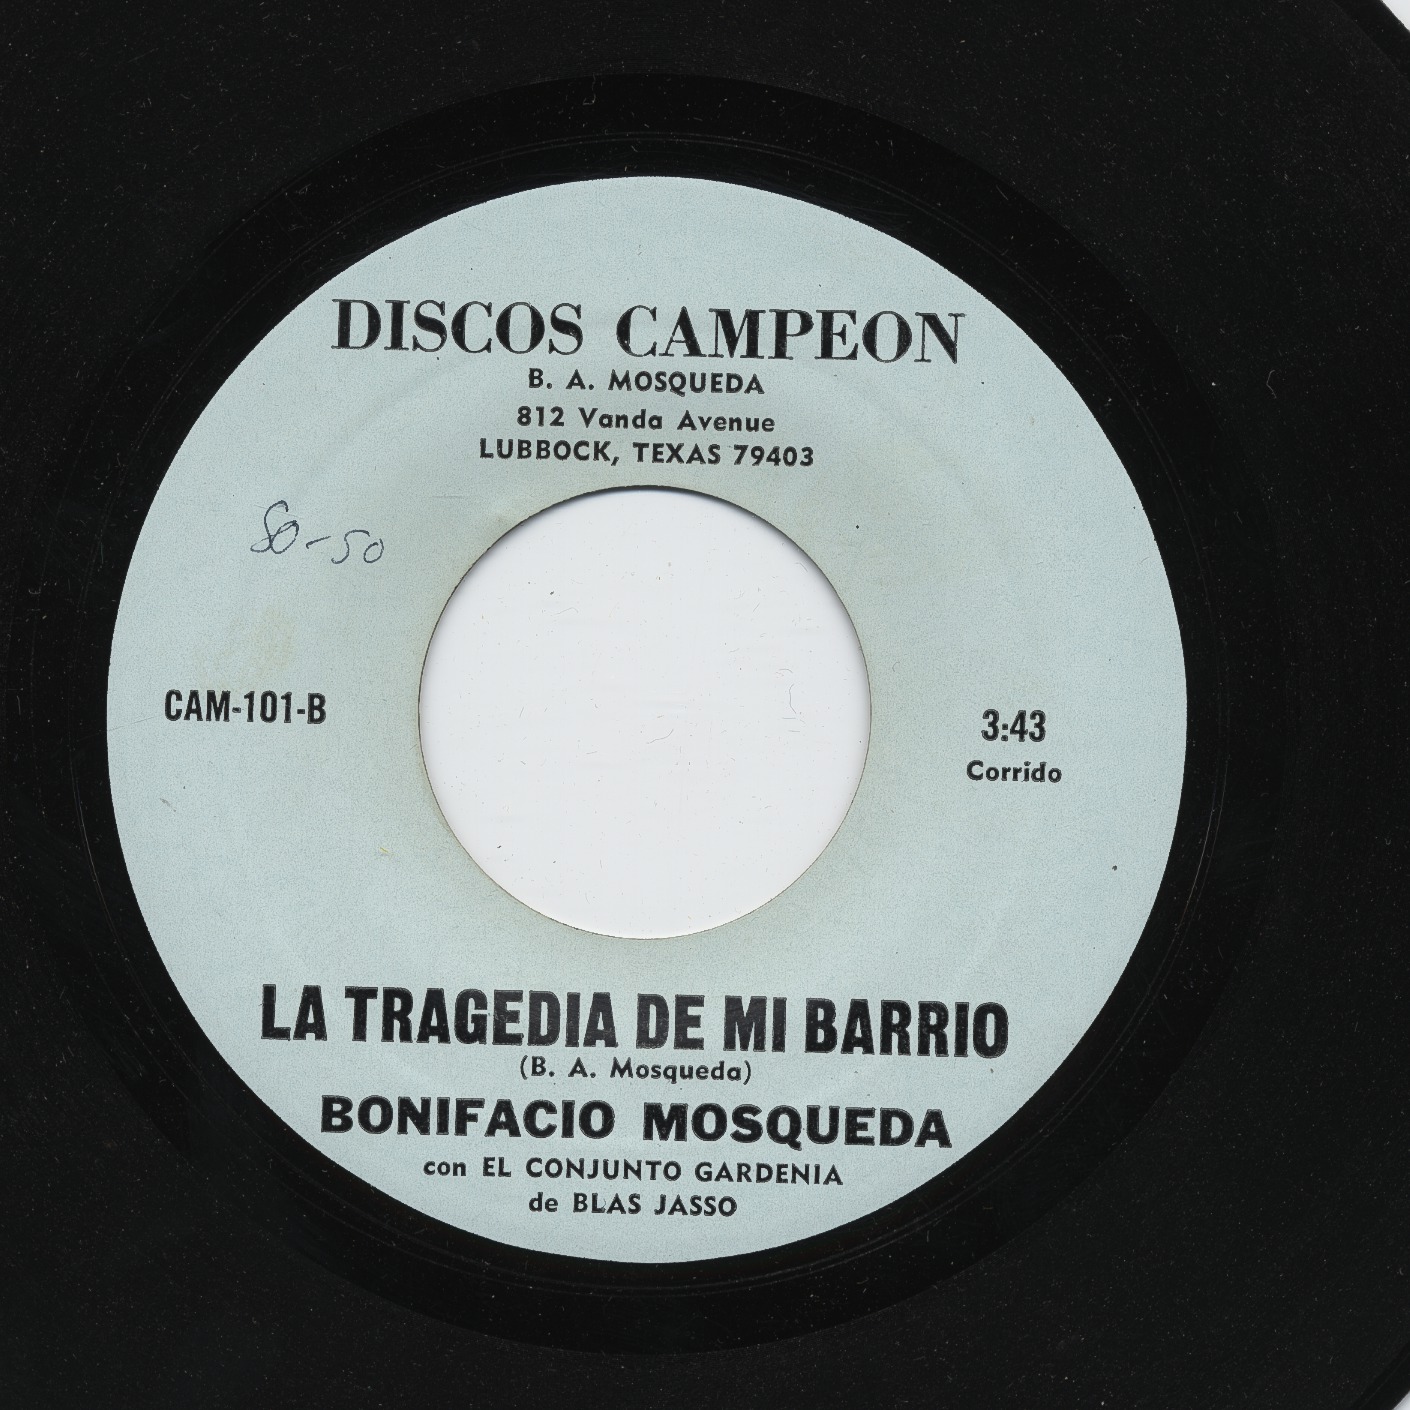 DISCOS CAMPEON
B. A. MOSQUEDA
812 Vanda Avenue
LUBBOCK, TEXAS 79403
50-50
CAM-101-B
3:43
Corrido
LA TRAGEDIA DE MI BARRIO
(B. A. Mosqueda)
BONIFACIO MOSQUEDA
con EL CONJUNTO GARDENIA
de BLAS JASSO